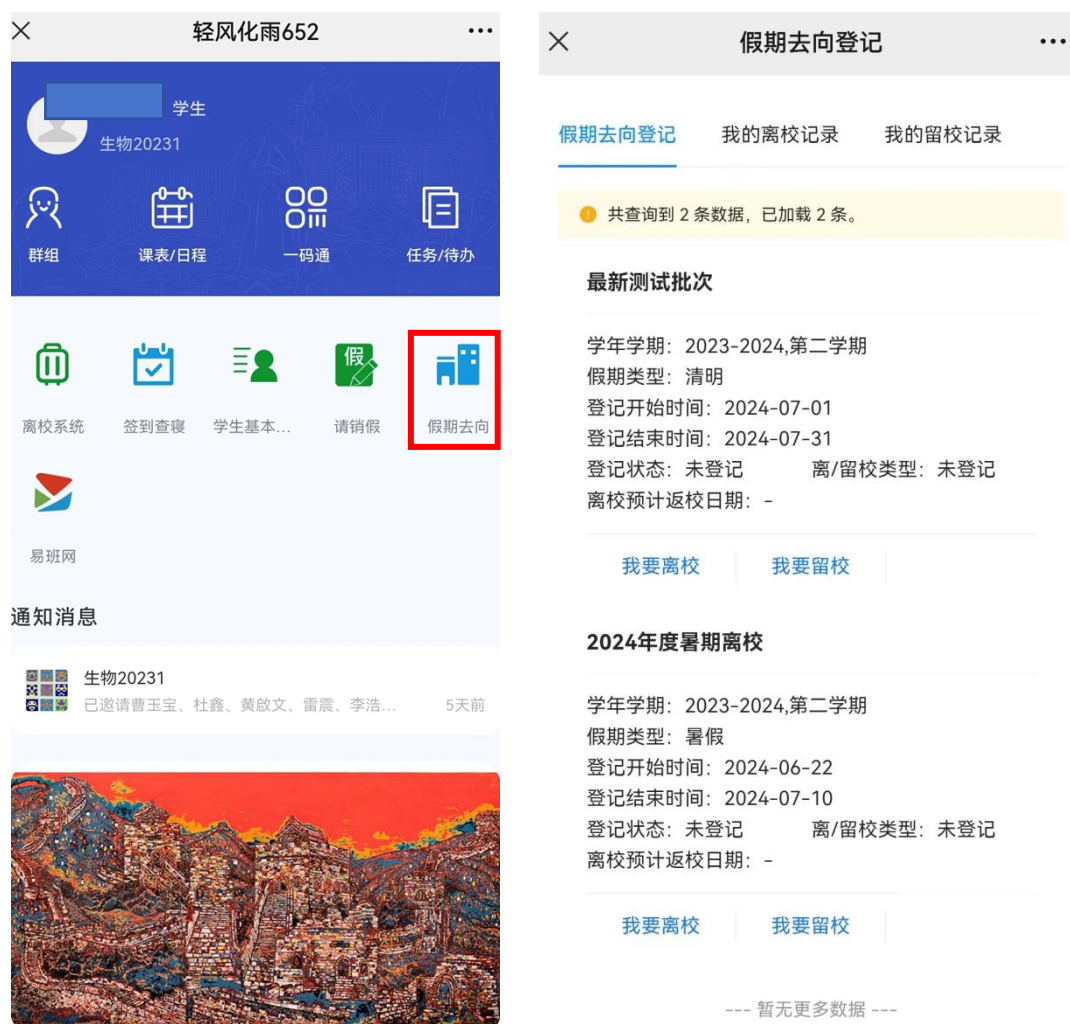 轻风化雨652
学生
生物20231
群组
课表/日程
一码通
任务/待办
离校系统
签到查寝
学生基本...
假
请销假
假期去向
易班网
通知消息
生物20231
已邀请曹玉宝、杜鑫、黄啟文、雷震、李浩...
5天前
假期去向登记
假期去向登记 我的离校记录 我的留校记录
共查询到 2 条数据，已加载 2 条。
最新测试批次
学年学期：2023-2024,第二学期
假期类型：清明
登记开始时间：2024-07-01
登记结束时间：2024-07-31
登记状态：未登记 离/留校类型：未登记
离校预计返校日期：-
我要离校 我要留校
2024年度暑期离校
学年学期：2023-2024,第二学期
假期类型：暑假
登记开始时间：2024-06-22
登记结束时间：2024-07-10
登记状态：未登记 离/留校类型：未登记
离校预计返校日期：-
我要离校 我要留校
--- 暂无更多数据 ---